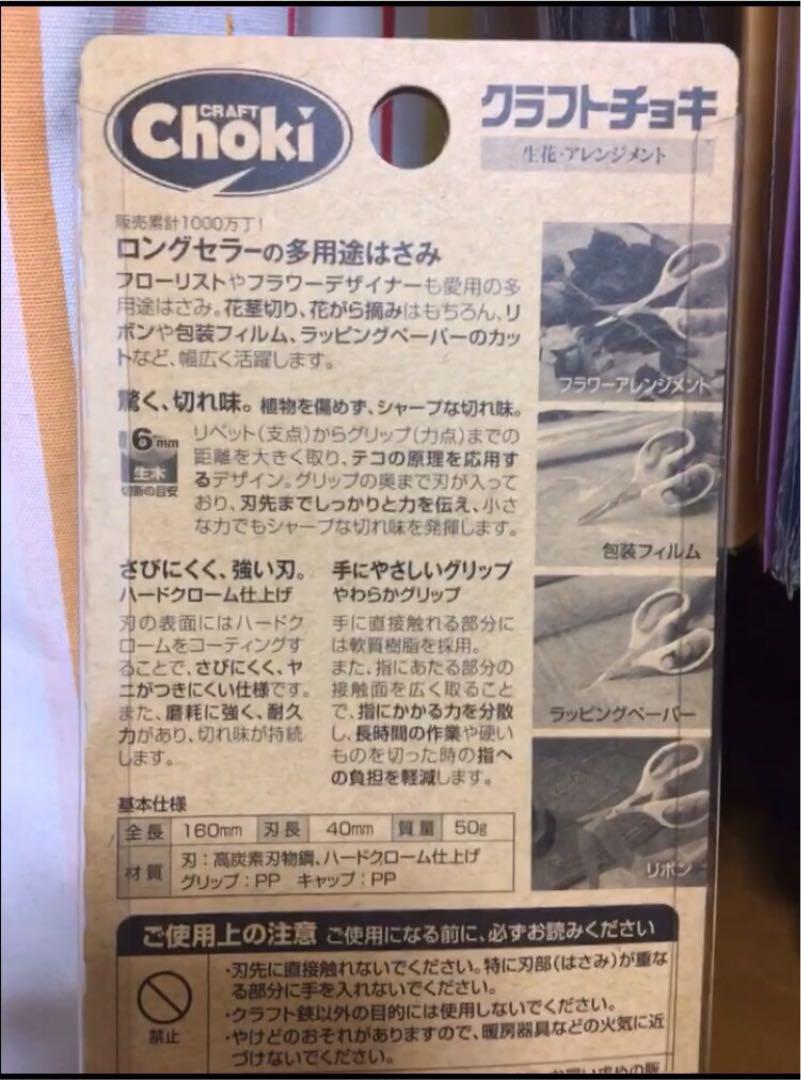 CRAFT
Choki
クラフトチョキ
生花・アレンジメント
販売累計1000万丁!
ロングセラーの多用途はさみ
フローリストやフラワーデザイナーも愛用の多
用途はさみ。花茎切り、花がら摘みはもちろん、リ
ボンや包装フィルム、ラッピングペーパーのカッ
トなど、幅広く活躍します。
フラワーアレンジメント
驚く、切れ味。植物を傷めず、シャープな切れ味。
6mm
生木
切断の目安
リベット(支点)からグリップ(力点)までの
距離を大きく取り、テコの原理を応用す
るデザイン。グリップの奥まで刃が入って
おり、刃先までしっかりと力を伝え、小さ
な力でもシャープな切れ味を発揮します。
包装フィルム
さびにくく、強い刃。
ハードクローム仕上げ
刃の表面にはハードク
ロームをコーティングす
ることで、さびにくく、ヤ
ニがつきにくい仕様です。
また、磨耗に強く、耐久
力があり、切れ味が持続
します。
手にやさしいグリップ
やわらかグリップ
手に直接触れる部分に
は軟質樹脂を採用。
また、指にあたる部分の
接触面を広く取ること
で、指にかかる力を分散
し、長時間の作業や硬い
ものを切った時の指へ
の負担を軽減します。
ラッピングペーパー
リボン
基本仕様
全長 160mm 刃長 40mm 質量 50g
材質 刃:高炭素刃物鋼、ハードクローム仕上げ
グリップ:PP キャップ:PP
ご使用上の注意 ご使用になる前に、必ずお読みください
禁止
・刃先に直接触れないでください。特に刃部(はさみ)が重な
る部分に手を入れないでください。
・クラフト鋏以外の目的には使用しないでください。
・やけどのおそれがありますので、暖房器具などの火気に近
づけないでください。